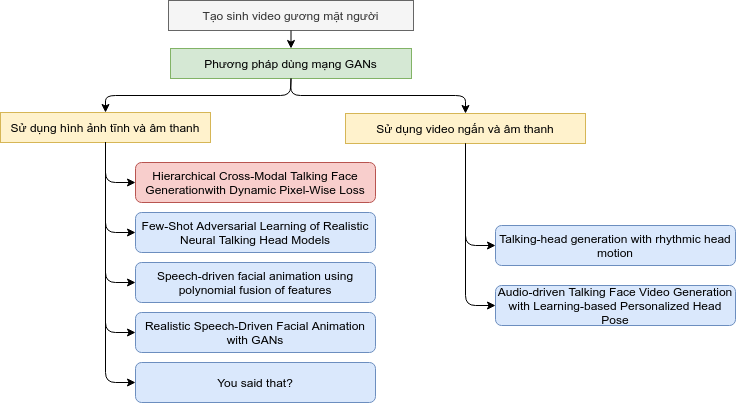 Tạo sinh video gương mặt người
Phương pháp dùng mạng GANs
Sử dụng hình ảnh tĩnh và âm thanh
Sử dụng video ngắn và âm thanh
Hierarchical Cross-Modal Talking Face
Generationwith Dynamic Pixel-Wise Loss
Few-Shot Adversarial Learning of Realistic
Neural Talking Head Models
Speech-driven facial animation using
polynomial fusion of features
Realistic Speech-Driven Facial Animation
with GANs
You said that?
Talking-head generation with rhythmic head
motion
Audio-driven Talking Face Video Generation
with Learning-based Personalized Head
Pose